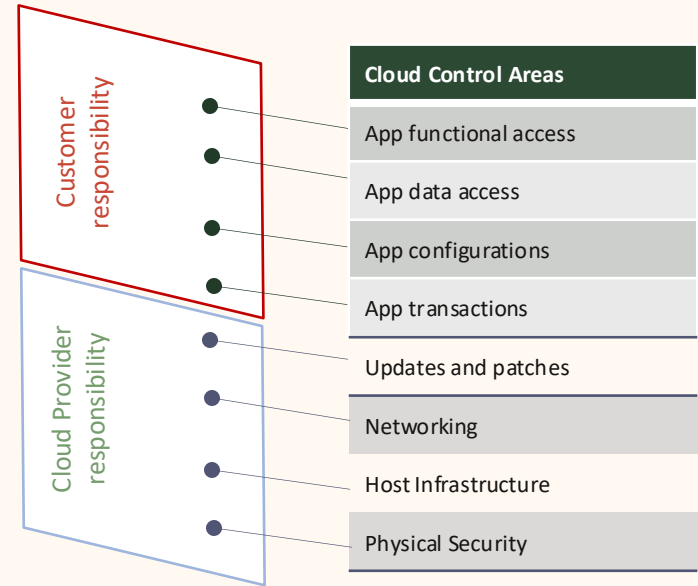 Customer
responsibility
Cloud Provider
responsibility
Cloud Control Areas
App functional access
App data access
App configurations
App transactions
Updates and patches
Networking
Host Infrastructure
Physical Security